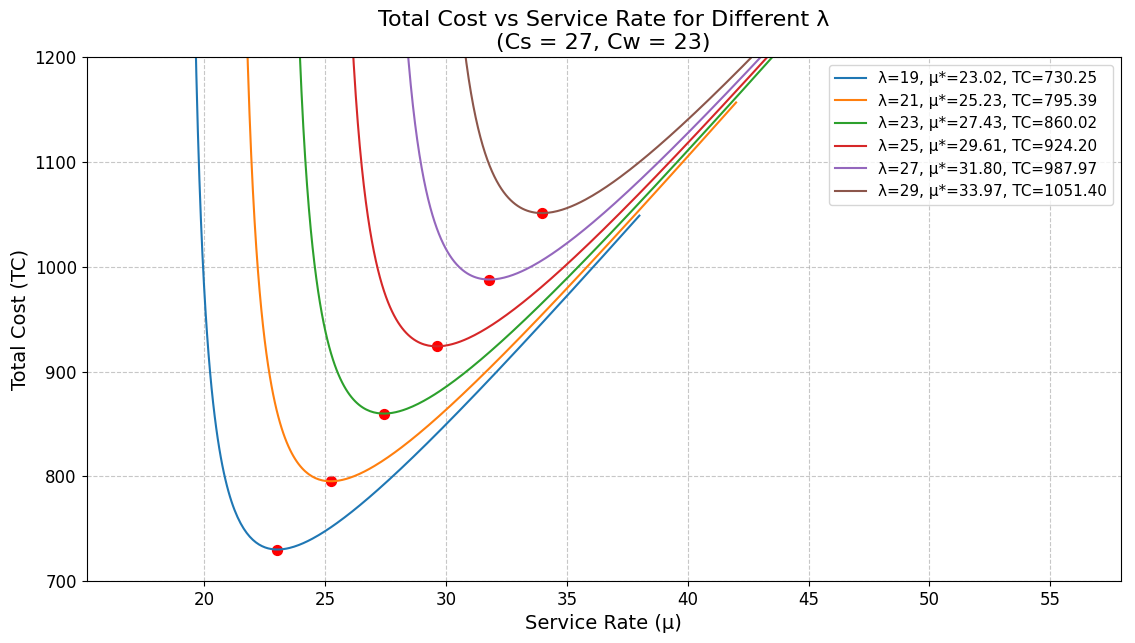 Total Cost vs Service Rate for Different λ
(Cs = 27, Cw = 23)
1200
1100
1000
900
800
700
Total Cost (TC)
λ=19, μ*=23.02, TC=730.25
λ=21, μ*=25.23, TC=795.39
λ=23, μ*=27.43, TC=860.02
λ=25, μ*=29.61, TC=924.20
λ=27, μ*=31.80, TC=987.97
λ=29, μ*=33.97, TC=1051.40
20 25 30 35 40 45 50 55
Service Rate (μ)